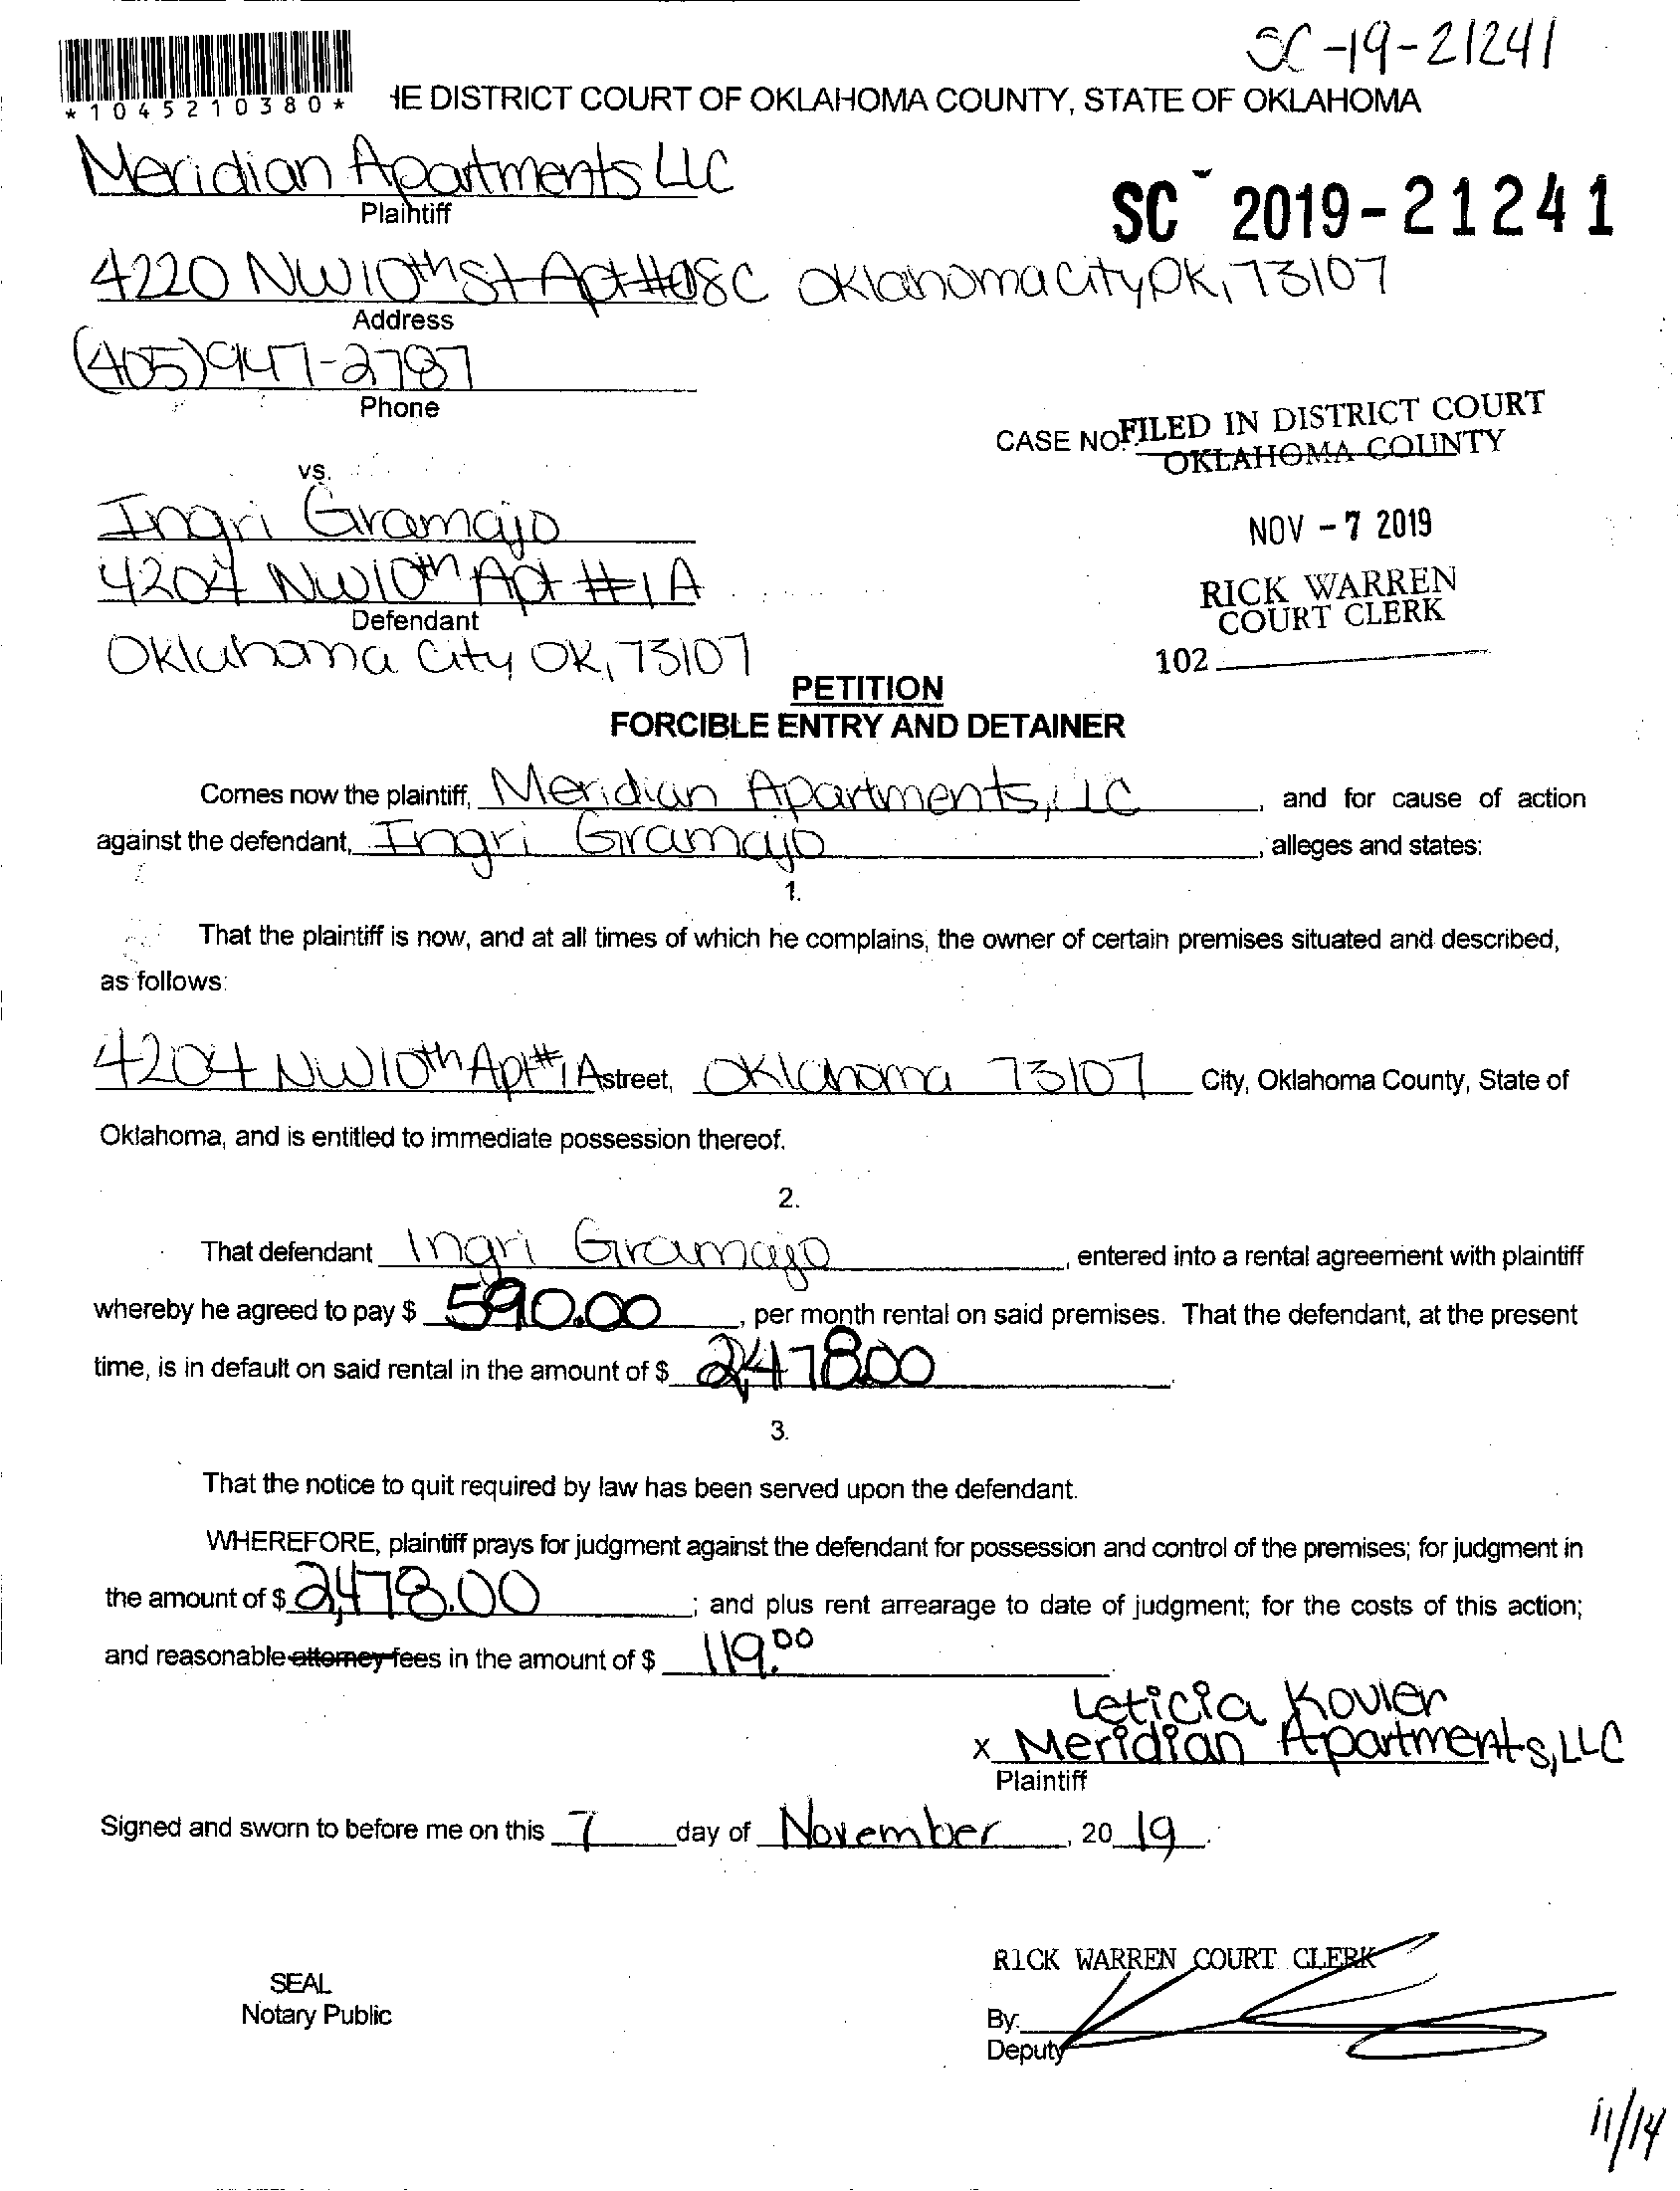 SC-19-21241
*1045210380*
HE DISTRICT COURT OF OKLAHOMA COUNTY, STATE OF OKLAHOMA
Meridian Apartments LLC
Plaintiff
SC 2019-21241
4220 NW10th St Apt#08C Oklahoma City OK, 73107
Address
(405)947-2787
Phone
CASE NO. FILED IN DISTRICT COURT
OKLAHOMA COUNTY
vs.
Ingri Gramajo
NOV - 7 2019
4204 NW10th Apt #1A
Defendant
RICK WARREN
COURT CLERK
Oklahoma City OK, 73107
102
PETITION
FORCIBLE ENTRY AND DETAINER
Comes now the plaintiff, Meridian Apartments, LLC, and for cause of action
against the defendant, Ingri Gramajo, alleges and states:
1.
That the plaintiff is now, and at all times of which he complains, the owner of certain premises situated and described,
as follows:
4204 NW10th Apt#1A street, Oklahoma 73107 City, Oklahoma County, State of
Oklahoma, and is entitled to immediate possession thereof.
2.
That defendant Ingri Gramajo, entered into a rental agreement with plaintiff
whereby he agreed to pay $ 590.00, per month rental on said premises. That the defendant, at the present
time, is in default on said rental in the amount of $ 2,478.00.
3.
That the notice to quit required by law has been served upon the defendant.
WHEREFORE, plaintiff prays for judgment against the defendant for possession and control of the premises; for judgment in
the amount of $ 2,478.00; and plus rent arrearage to date of judgment; for the costs of this action;
and reasonable attorney fees in the amount of $ 119.00
Leticia Kovler
x Meridian Apartments, LLC
Plaintiff
Signed and sworn to before me on this 7 day of November, 20 19.
RICK WARREN COURT CLERK
SEAL
Notary Public
By:
Deputy
11/14